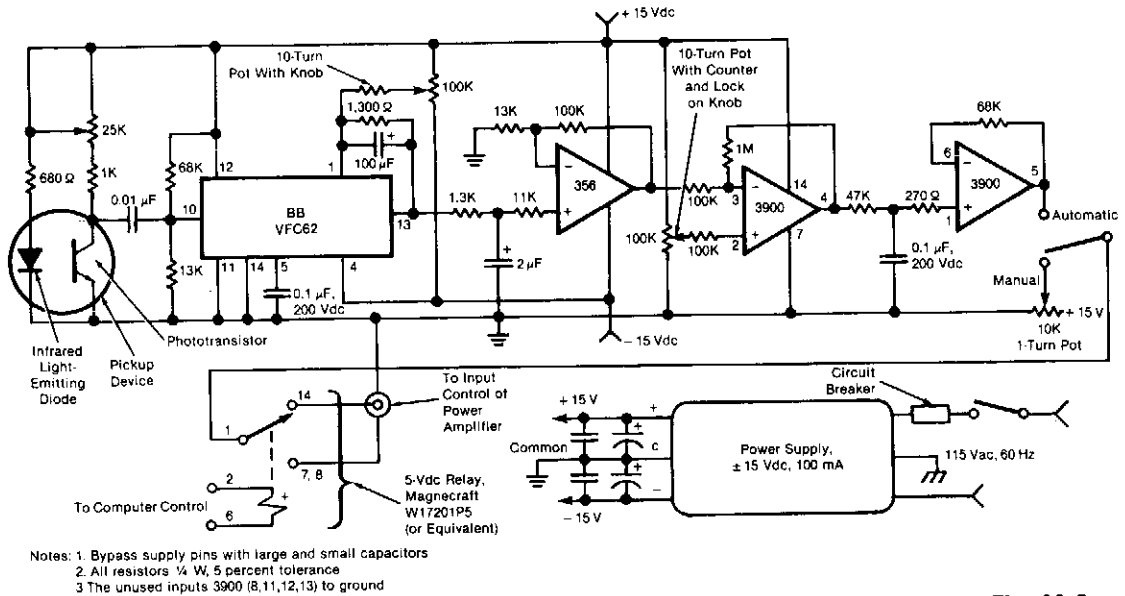 + 15 Vdc
10-Turn
Pot With Knob
10-Turn Pot
With Counter
and Lock
on Knob
100K
25K
1,300 Ω
100 µF
13K
100K
68K
680 Ω
1K
0.01 µF
68K
12
1
10
BB
VFC62
13
1.3K
11K
−
356
+
1M
100K
−
3
3900
14
4
7
+
2
100K
100K
47K
270 Ω
6
−
3900
5
+
1
Automatic
13K
11
14
5
4
0.1 µF,
200 Vdc
2 µF
0.1 µF,
200 Vdc
Manual
+ 15 V
10K
1-Turn Pot
− 15 Vdc
Infrared
Light-
Emitting
Diode
Pickup
Device
Phototransistor
14
1
7, 8
2
+
6
To Computer Control
To Input
Control of
Power
Amplifier
5-Vdc Relay,
Magnecraft
W17201P5
(or Equivalent)
+ 15 V
Common
− 15 V
+
+
+
c
−
Power Supply,
± 15 Vdc, 100 mA
Circuit
Breaker
115 Vac, 60 Hz
Notes: 1. Bypass supply pins with large and small capacitors
2. All resistors ¼ W, 5 percent tolerance
3 The unused inputs 3900 (8,11,12,13) to ground